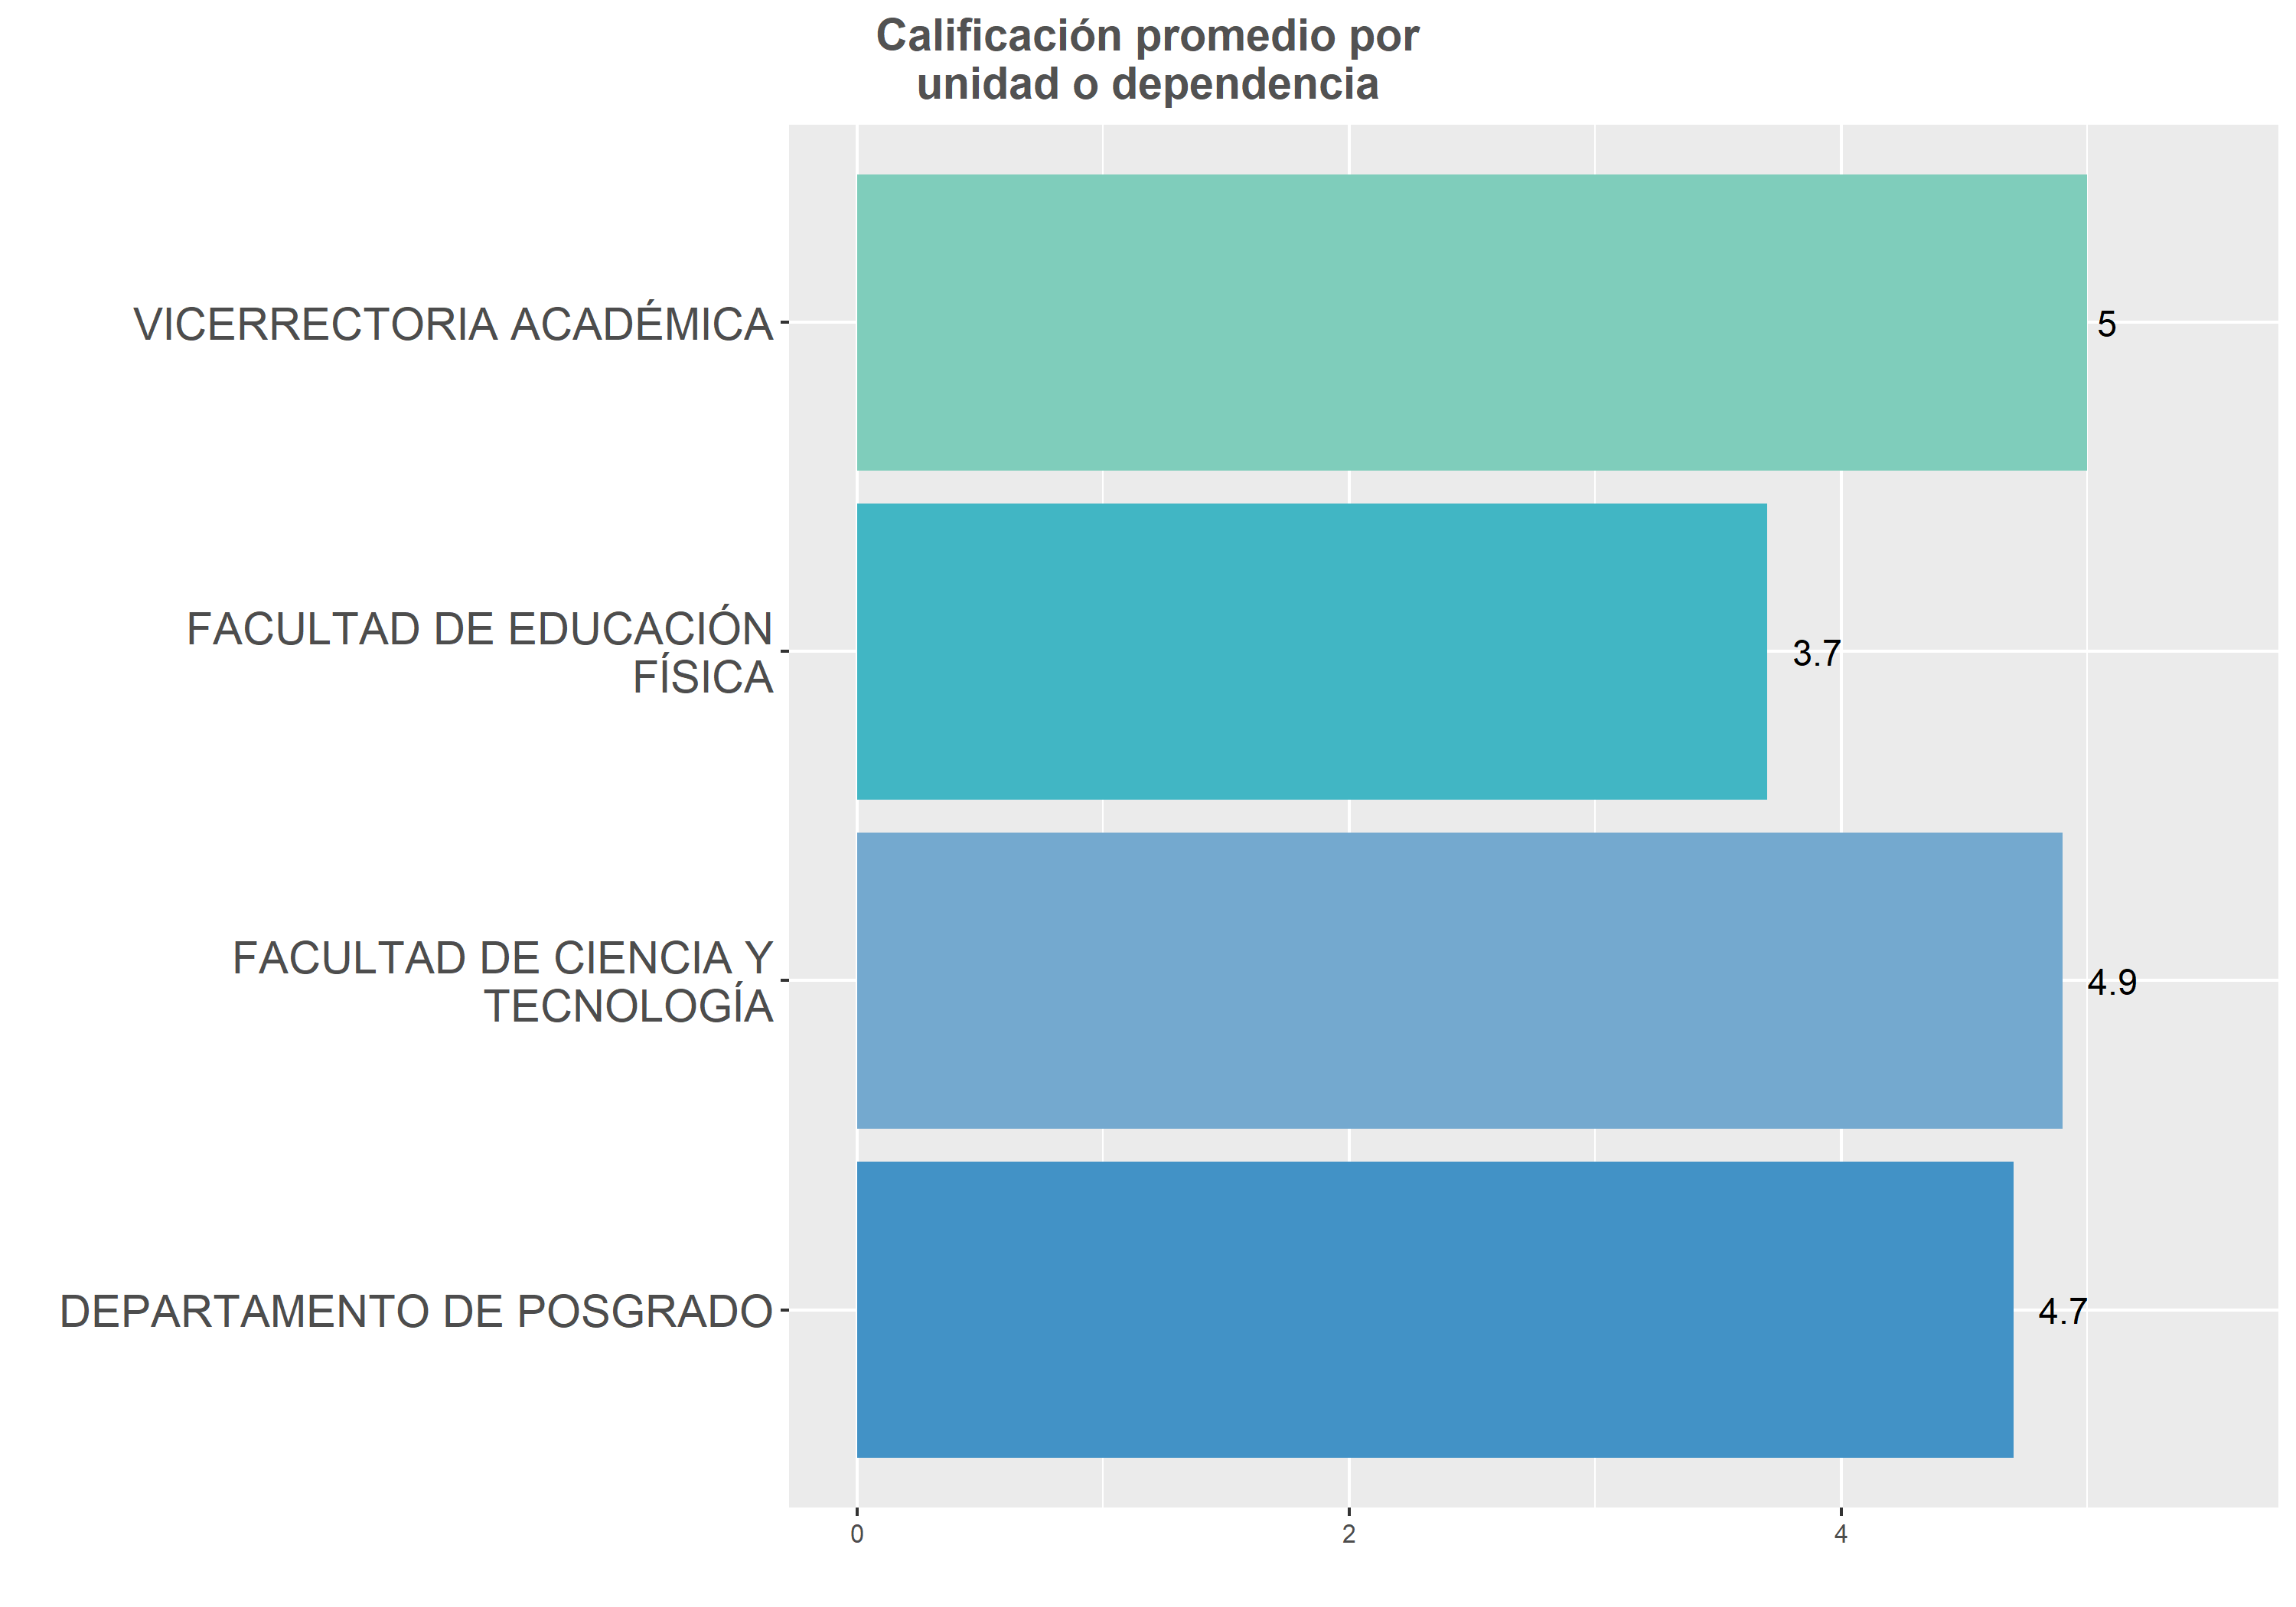 Calificación promedio por
unidad o dependencia
VICERRECTORIA ACADÉMICA
5
FACULTAD DE EDUCACIÓN
FÍSICA
3.7
FACULTAD DE CIENCIA Y
TECNOLOGÍA
4.9
DEPARTAMENTO DE POSGRADO
4.7
0 2 4